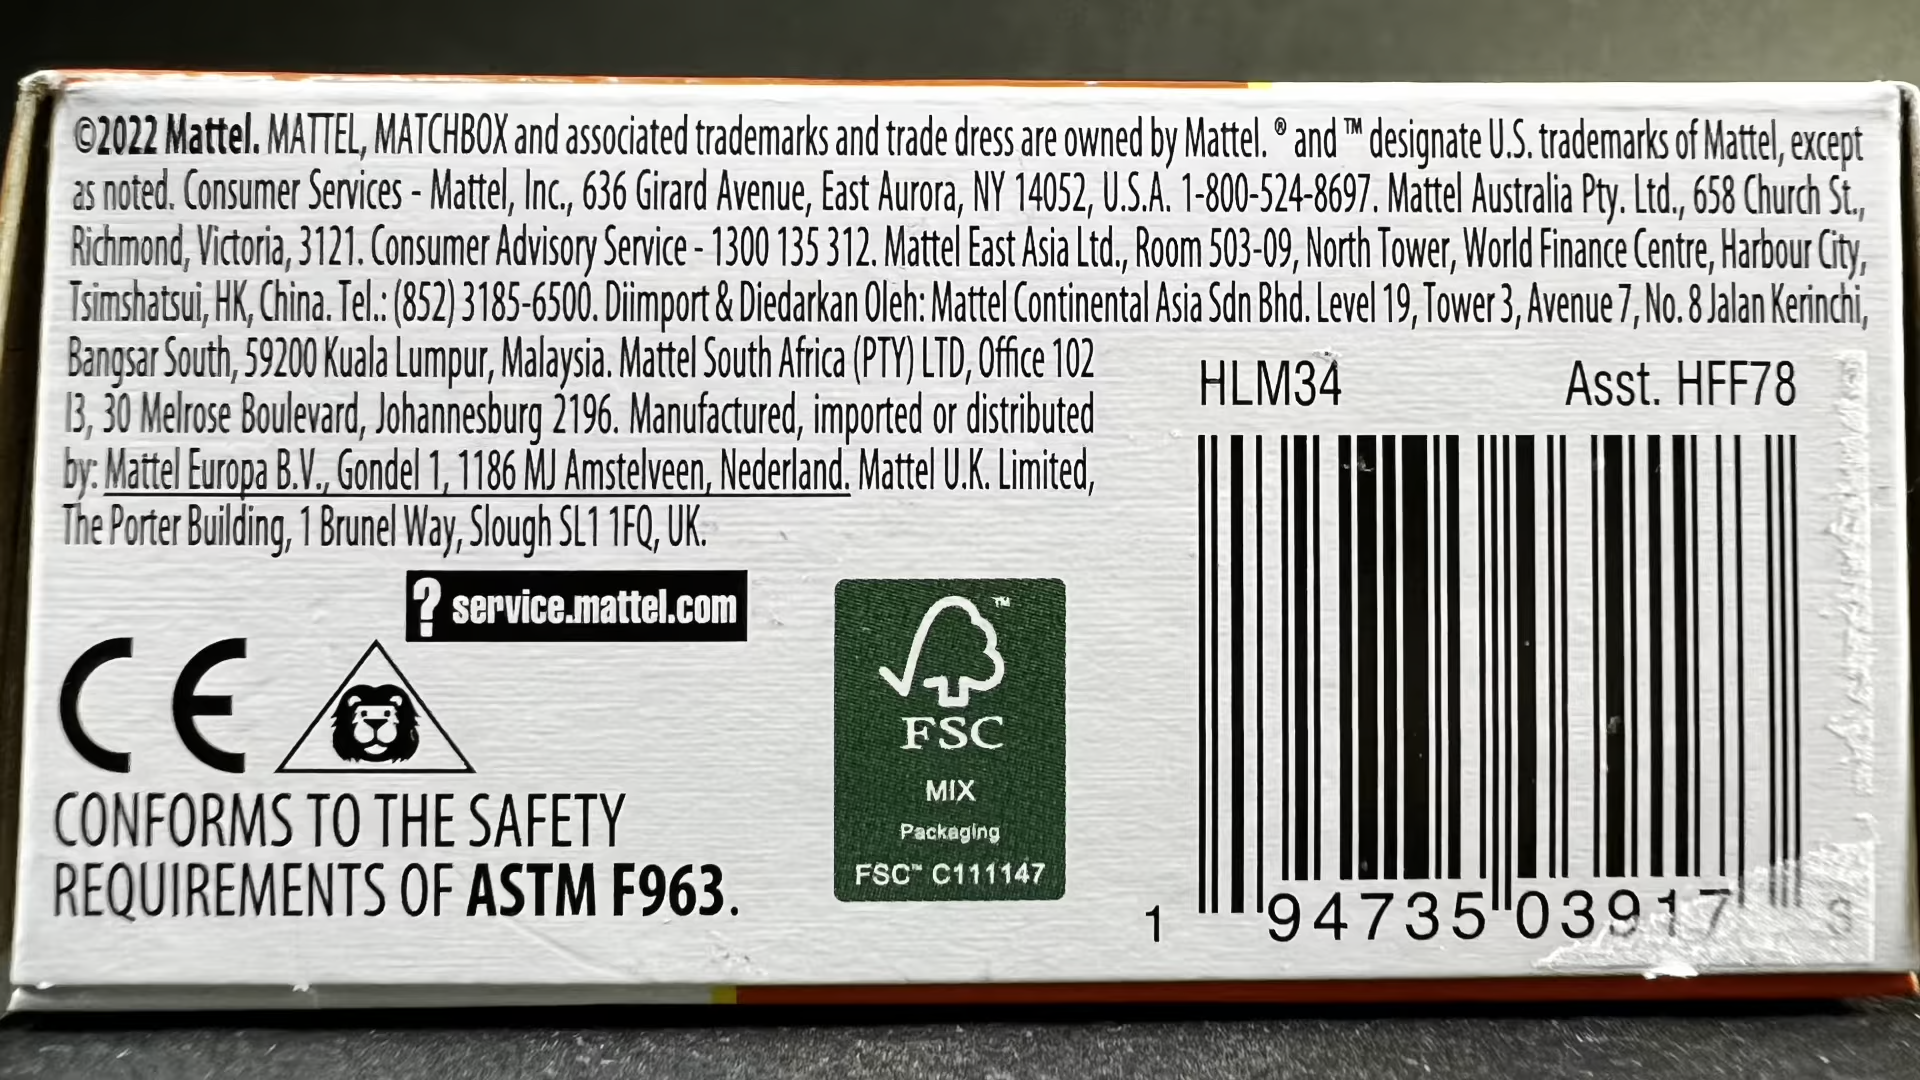 ©2022 Mattel. MATTEL, MATCHBOX and associated trademarks and trade dress are owned by Mattel. ® and ™ designate U.S. trademarks of Mattel, except
as noted. Consumer Services - Mattel, Inc., 636 Girard Avenue, East Aurora, NY 14052, U.S.A. 1-800-524-8697. Mattel Australia Pty. Ltd., 658 Church St.,
Richmond, Victoria, 3121. Consumer Advisory Service - 1300 135 312. Mattel East Asia Ltd., Room 503-09, North Tower, World Finance Centre, Harbour City,
Tsimshatsui, HK, China. Tel.: (852) 3185-6500. Diimport & Diedarkan Oleh: Mattel Continental Asia Sdn Bhd. Level 19, Tower 3, Avenue 7, No. 8 Jalan Kerinchi,
Bangsar South, 59200 Kuala Lumpur, Malaysia. Mattel South Africa (PTY) LTD, Office 102
I3, 30 Melrose Boulevard, Johannesburg 2196. Manufactured, imported or distributed
by: Mattel Europa B.V., Gondel 1, 1186 MJ Amstelveen, Nederland. Mattel U.K. Limited,
The Porter Building, 1 Brunel Way, Slough SL1 1FQ, UK.
? service.mattel.com
CE
CONFORMS TO THE SAFETY
REQUIREMENTS OF ASTM F963.
™
FSC
MIX
Packaging
FSC™ C111147
HLM34 Asst. HFF78
1 94735 03917 3